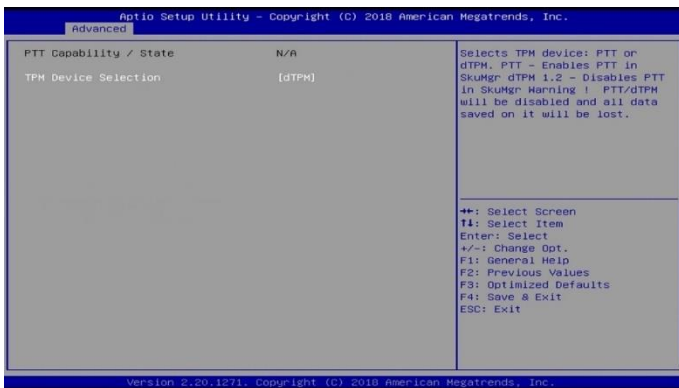 Aptio Setup Utility – Copyright (C) 2018 American Megatrends, Inc.
Advanced
PTT Capability / State N/A
TPM Device Selection [dTPM]
Selects TPM device: PTT or
dTPM. PTT – Enables PTT in
SkuMgr dTPM 1.2 – Disables PTT
in SkuMgr Warning ! PTT/dTPM
will be disabled and all data
saved on it will be lost.
→←: Select Screen
↑↓: Select Item
Enter: Select
+/-: Change Opt.
F1: General Help
F2: Previous Values
F3: Optimized Defaults
F4: Save & Exit
ESC: Exit
Version 2.20.1271. Copyright (C) 2018 American Megatrends, Inc.